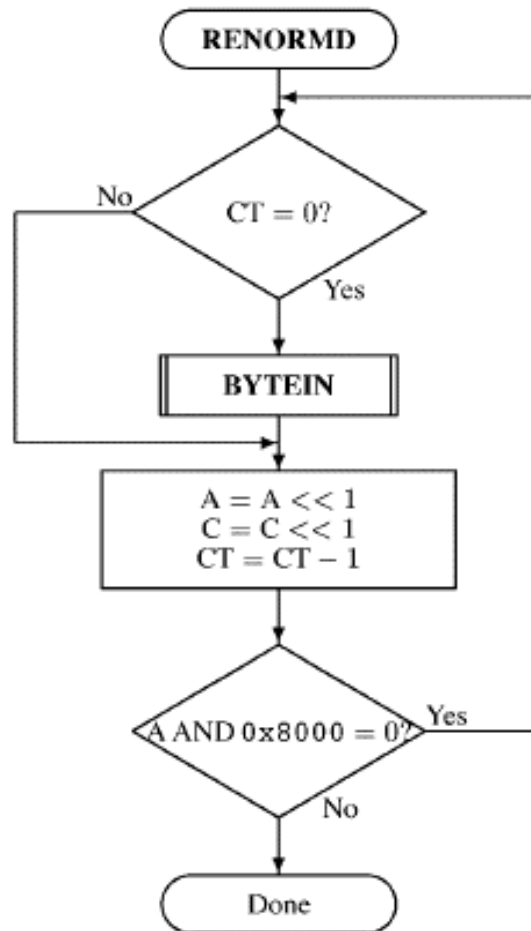 RENORMD
No
CT = 0?
Yes
BYTEIN
A = A << 1
C = C << 1
CT = CT − 1
A AND 0x8000 = 0?
Yes
No
Done